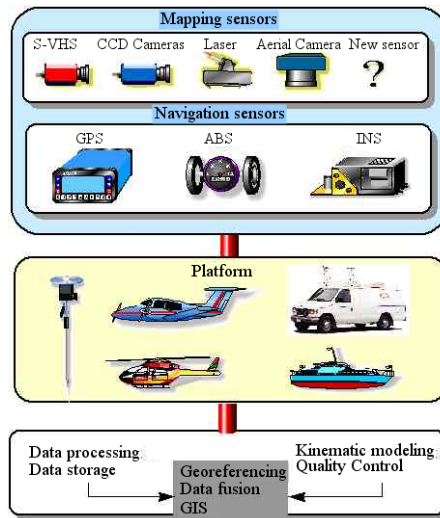 Mapping sensors
S-VHS CCD Cameras Laser Aerial Camera New sensor
?
Navigation sensors
GPS ABS INS
Platform
Data processing
Data storage
Kinematic modeling
Quality Control
Georeferencing
Data fusion
GIS